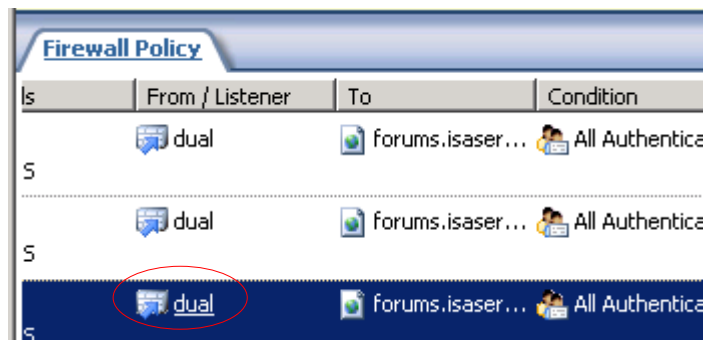 Firewall Policy
ls From / Listener To Condition
dual forums.isaser... All Authentica
S
dual forums.isaser... All Authentica
S
dual forums.isaser... All Authentica
S